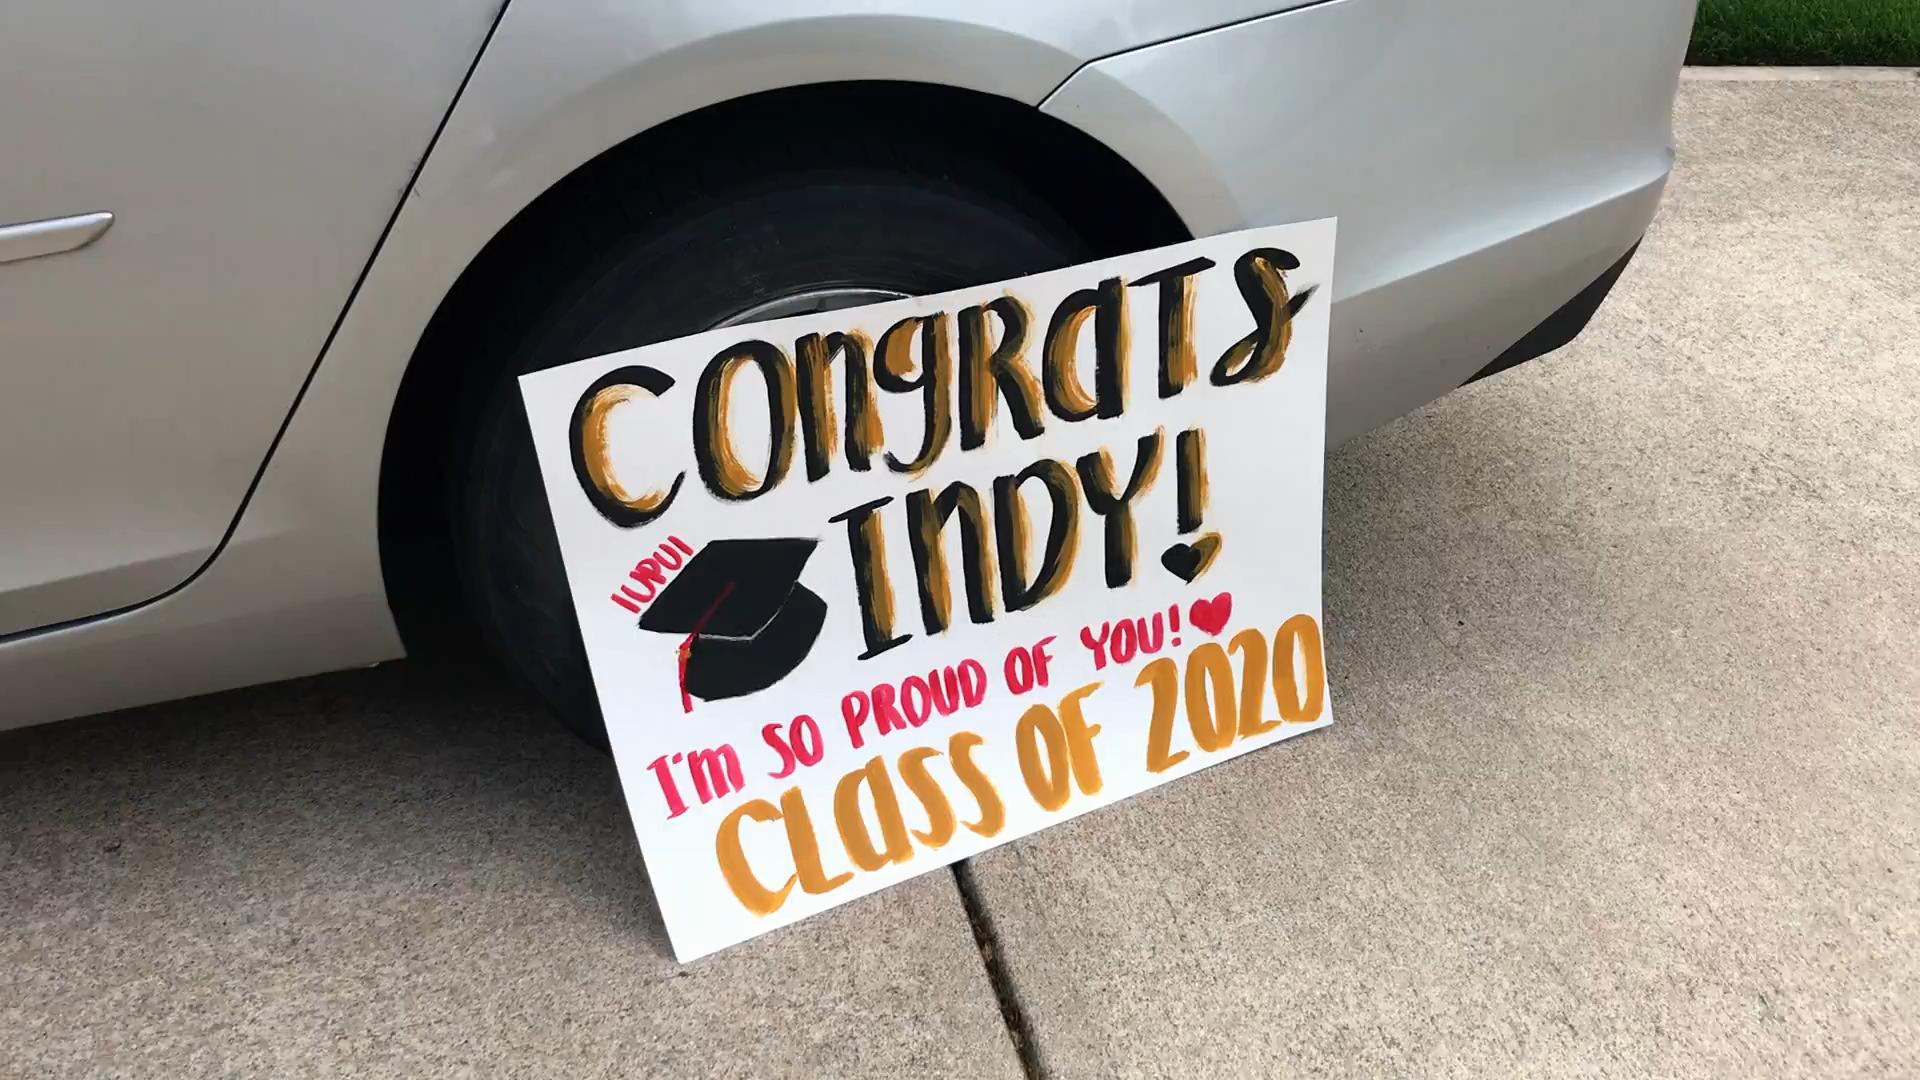 CONGRATS
INDY!
IUPUI
I'm SO PROUD OF YOU!
CLASS OF 2020